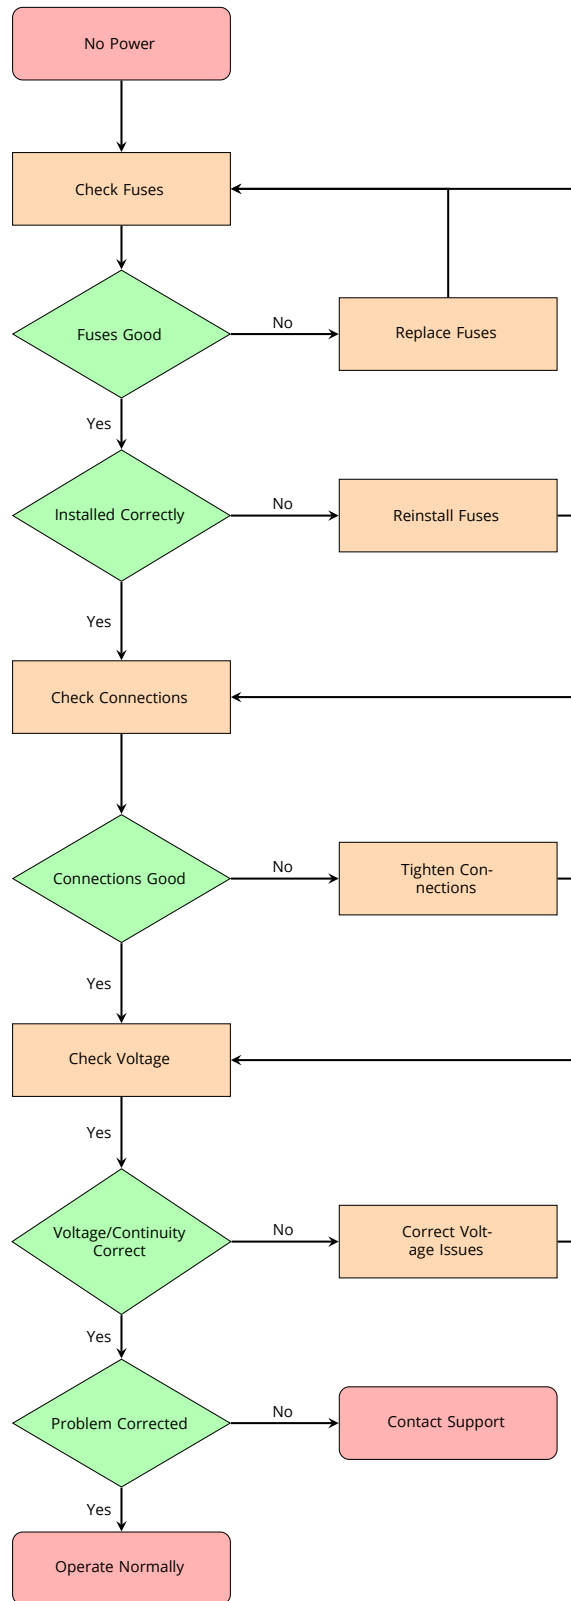 No Power
Check Fuses
Fuses Good
No
Replace Fuses
Yes
Installed Correctly
No
Reinstall Fuses
Yes
Check Connections
Connections Good
No
Tighten Con-
nections
Yes
Check Voltage
Yes
Voltage/Continuity
Correct
No
Correct Volt-
age Issues
Yes
Problem Corrected
No
Contact Support
Yes
Operate Normally